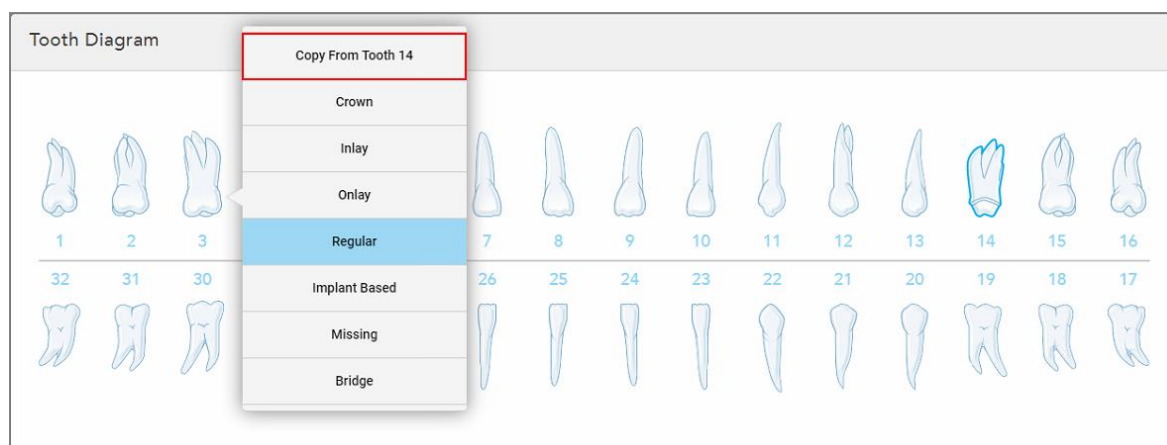 Tooth Diagram
Copy From Tooth 14
Crown
Inlay
Onlay
Regular
Implant Based
Missing
Bridge
1 2 3 7 8 9 10 11 12 13 14 15 16
32 31 30 26 25 24 23 22 21 20 19 18 17